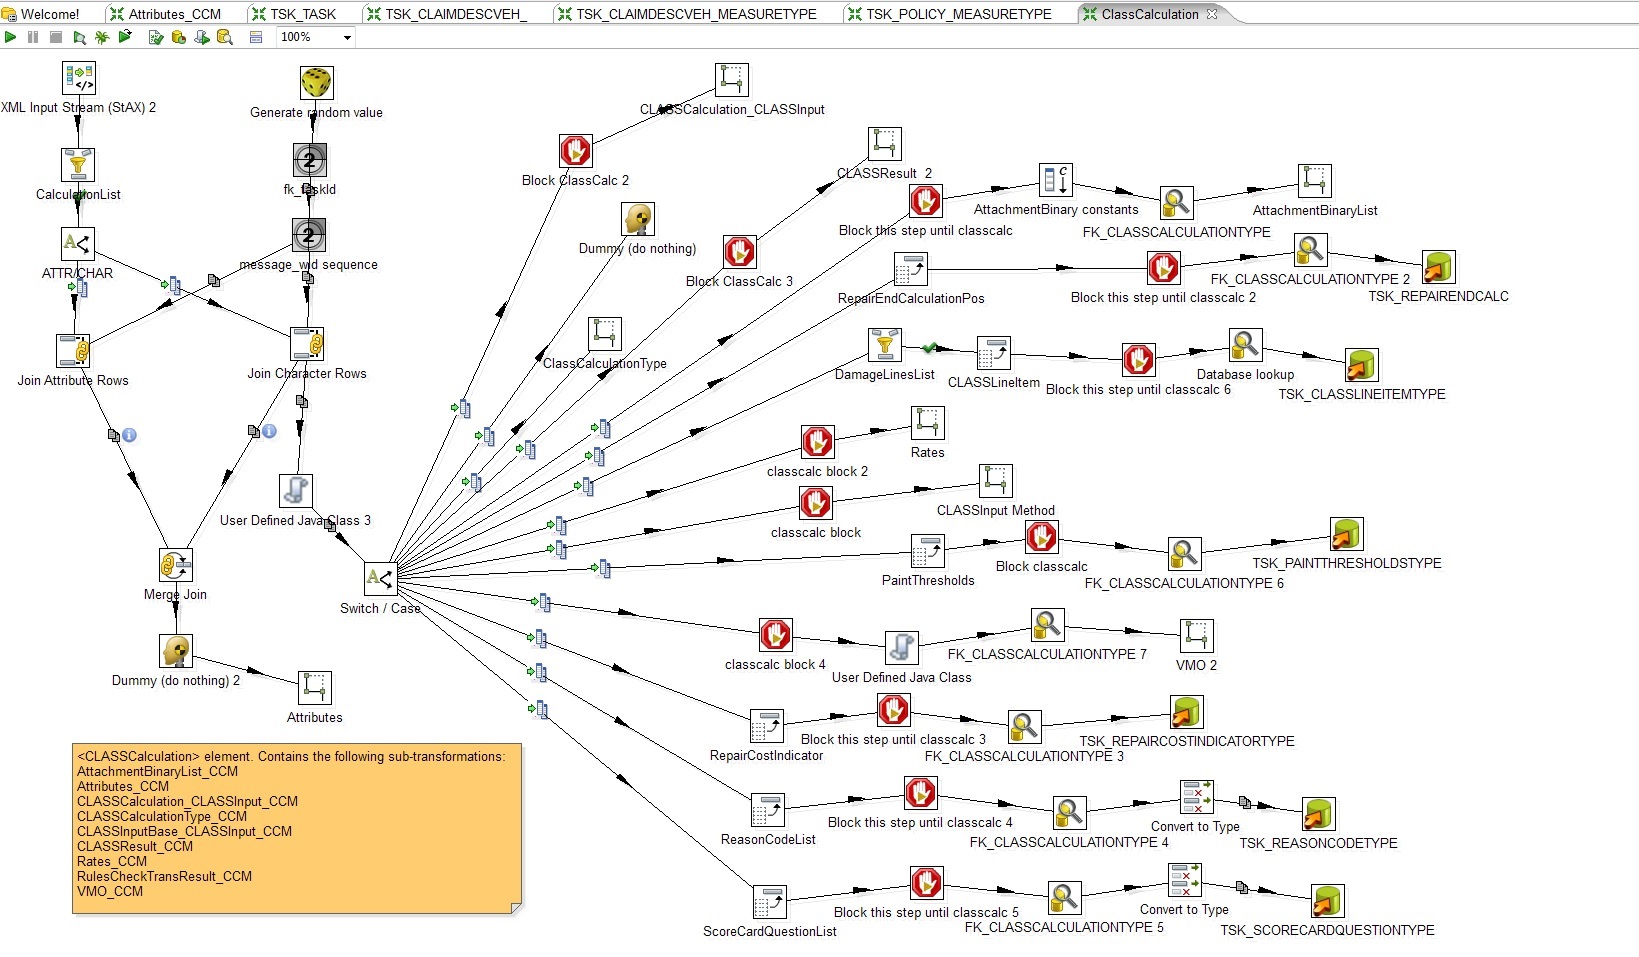 Welcome!
Attributes_CCM
TSK_TASK
TSK_CLAIMDESCVEH_
TSK_CLAIMDESCVEH_MEASURETYPE
TSK_POLICY_MEASURETYPE
ClassCalculation
100%
XML Input Stream (StAX) 2
Generate random value
CLASSCalculation_CLASSInput
CalculationList
fk_taskId
Block ClassCalc 2
CLASSResult 2
Dummy (do nothing)
Block this step until classcalc
AttachmentBinary constants
FK_CLASSCALCULATIONTYPE
AttachmentBinaryList
ATTR/CHAR
message_wid sequence
Block ClassCalc 3
RepairEndCalculationPos
Block this step until classcalc 2
FK_CLASSCALCULATIONTYPE 2
TSK_REPAIRENDCALC
Join Attribute Rows
Join Character Rows
ClassCalculationType
DamageLinesList
CLASSLineItem
Block this step until classcalc 6
Database lookup
TSK_CLASSLINEITEMTYPE
classcalc block 2
Rates
User Defined Java Class 3
classcalc block
CLASSInput Method
Merge Join
Switch / Case
PaintThresholds
Block classcalc
FK_CLASSCALCULATIONTYPE 6
TSK_PAINTTHRESHOLDSTYPE
Dummy (do nothing) 2
Attributes
classcalc block 4
User Defined Java Class
FK_CLASSCALCULATIONTYPE 7
VMO 2
RepairCostIndicator
Block this step until classcalc 3
FK_CLASSCALCULATIONTYPE 3
TSK_REPAIRCOSTINDICATORTYPE
ReasonCodeList
Block this step until classcalc 4
FK_CLASSCALCULATIONTYPE 4
Convert to Type
TSK_REASONCODETYPE
ScoreCardQuestionList
Block this step until classcalc 5
FK_CLASSCALCULATIONTYPE 5
Convert to Type
TSK_SCORECARDQUESTIONTYPE
<CLASSCalculation> element. Contains the following sub-transformations:
AttachmentBinaryList_CCM
Attributes_CCM
CLASSCalculation_CLASSInput_CCM
CLASSCalculationType_CCM
CLASSInputBase_CLASSInput_CCM
CLASSResult_CCM
Rates_CCM
RulesCheckTransResult_CCM
VMO_CCM